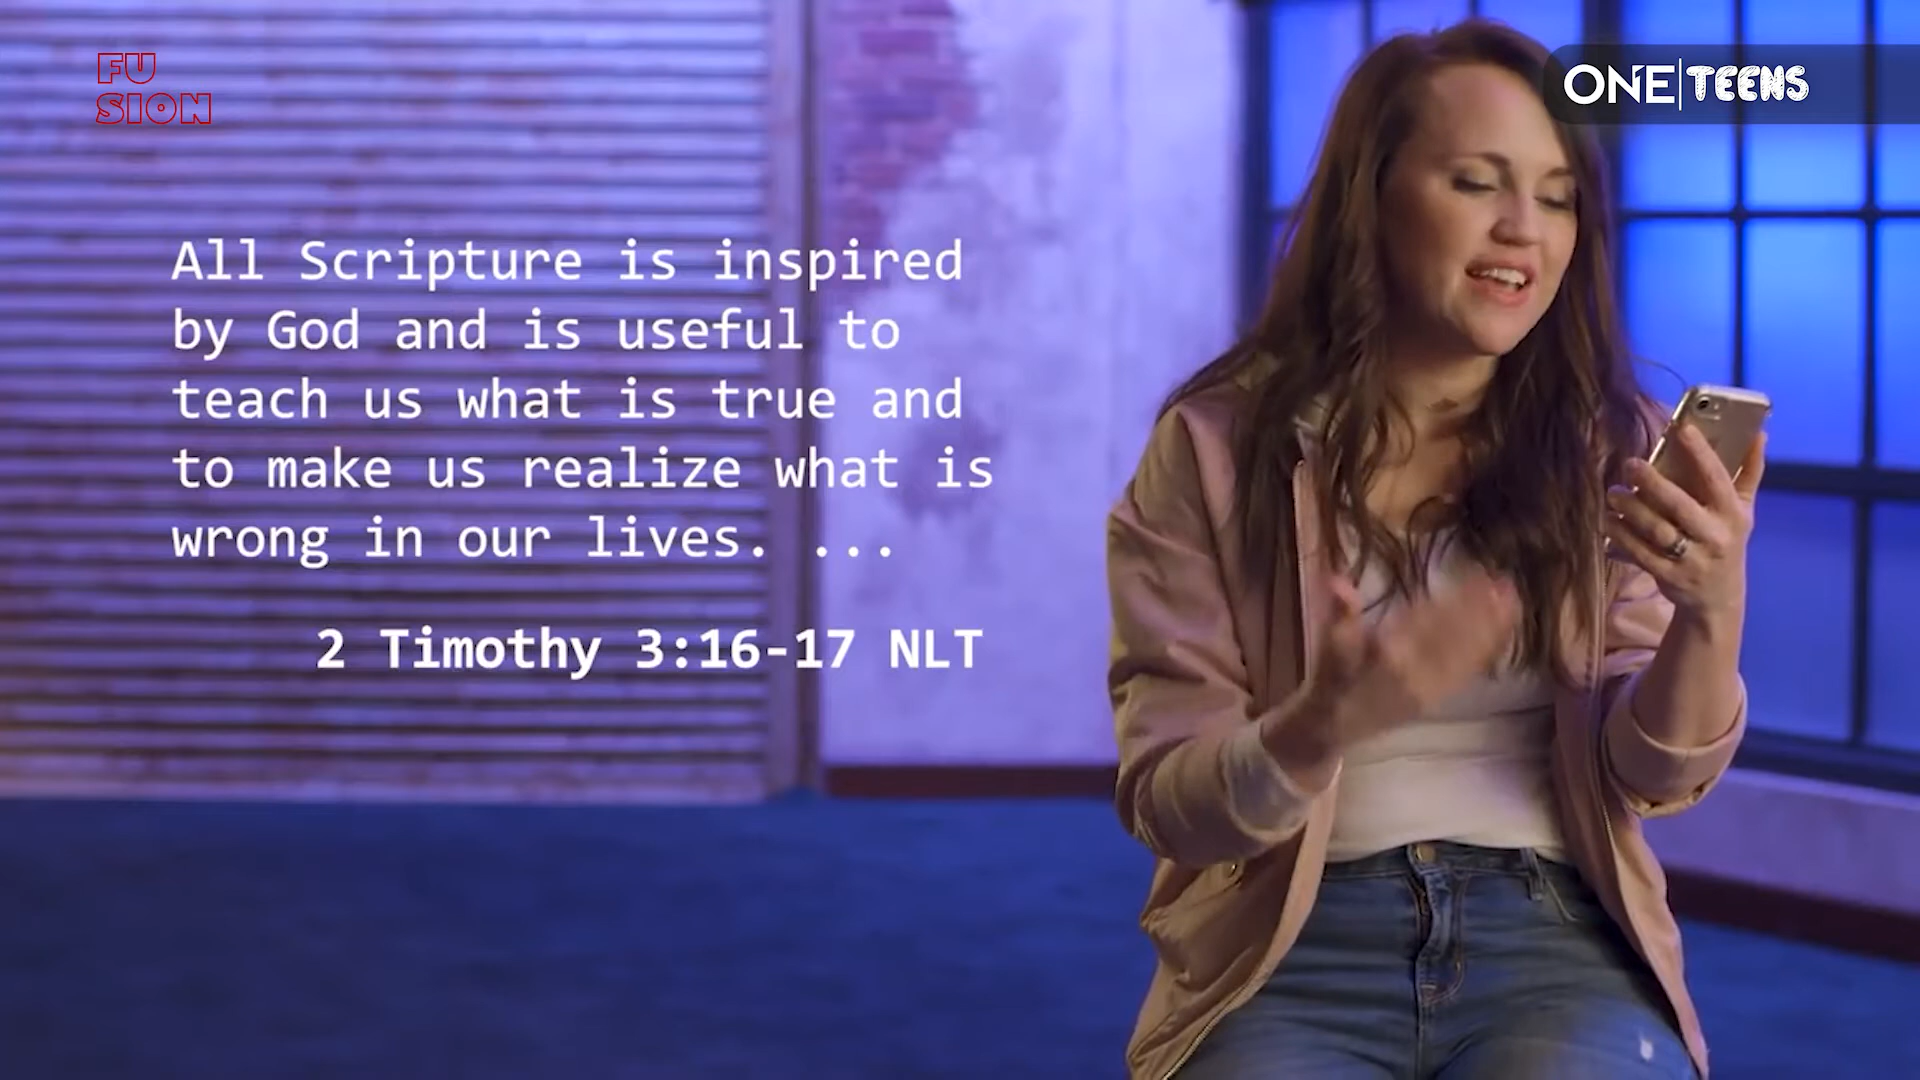 FU
SION
ONE|TEENS
All Scripture is inspired
by God and is useful to
teach us what is true and
to make us realize what is
wrong in our lives. ...
2 Timothy 3:16-17 NLT